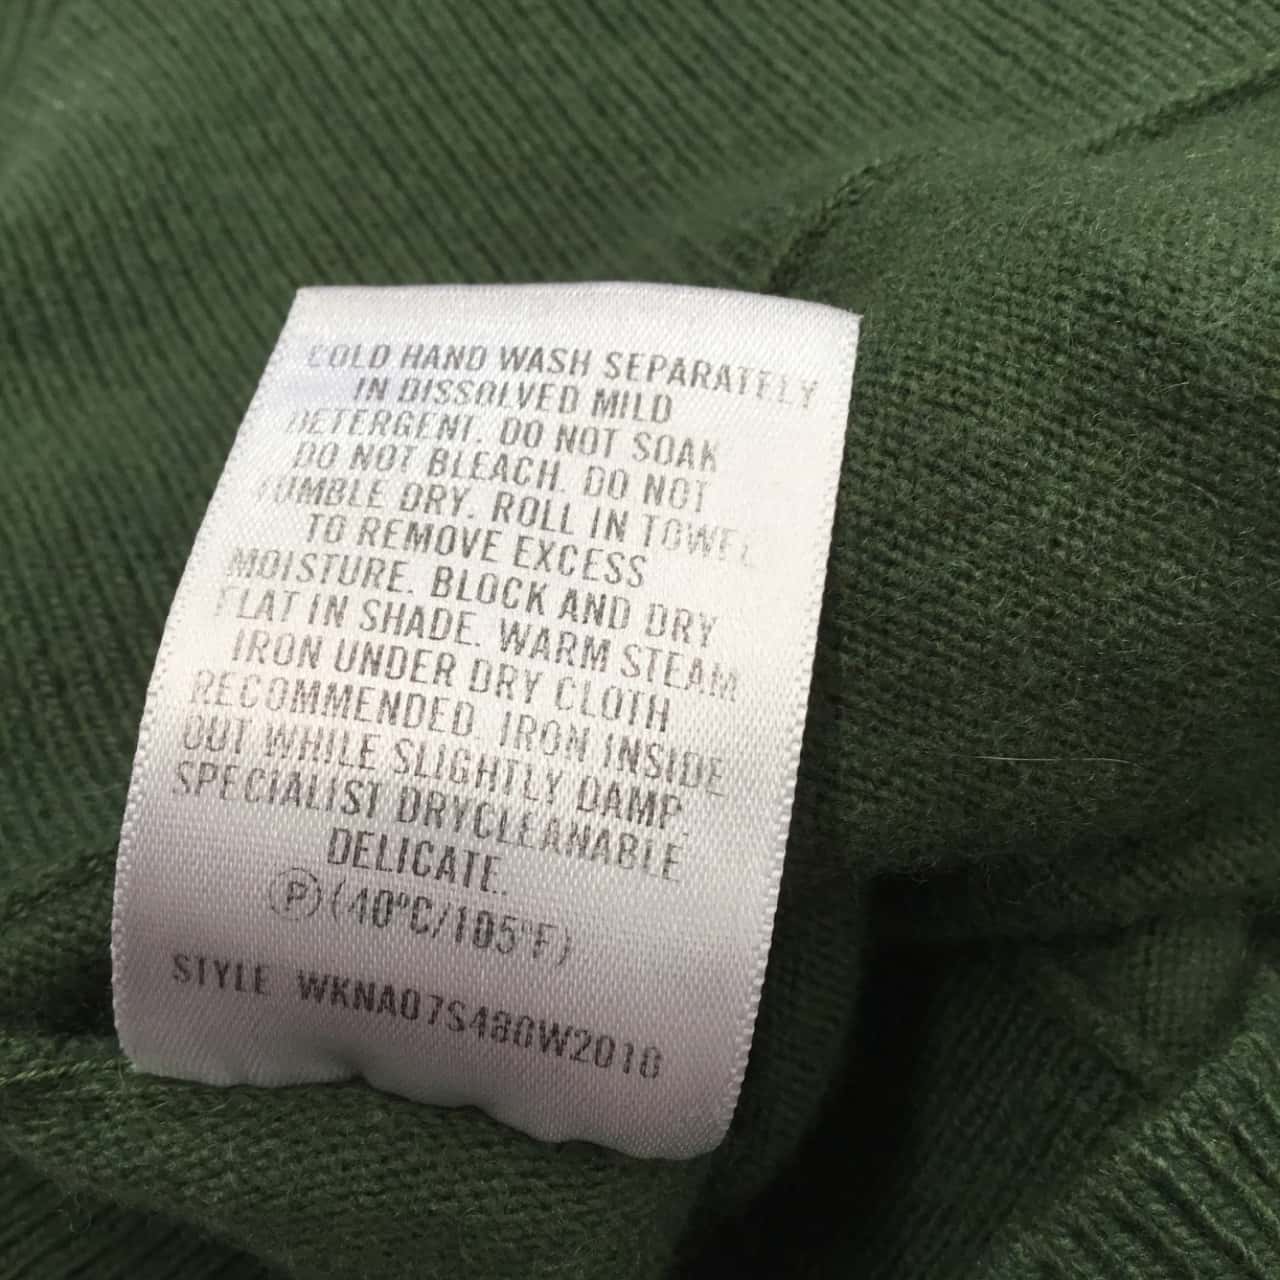 COLD HAND WASH SEPARATELY
IN DISSOLVED MILD
DETERGENT. DO NOT SOAK
DO NOT BLEACH. DO NOT
TUMBLE DRY. ROLL IN TOWEL
TO REMOVE EXCESS
MOISTURE. BLOCK AND DRY
FLAT IN SHADE. WARM STEAM
IRON UNDER DRY CLOTH
RECOMMENDED. IRON INSIDE
OUT WHILE SLIGHTLY DAMP.
SPECIALIST DRYCLEANABLE
DELICATE.
Ⓟ(40°C/105°F)
STYLE WKNA07S480W2010